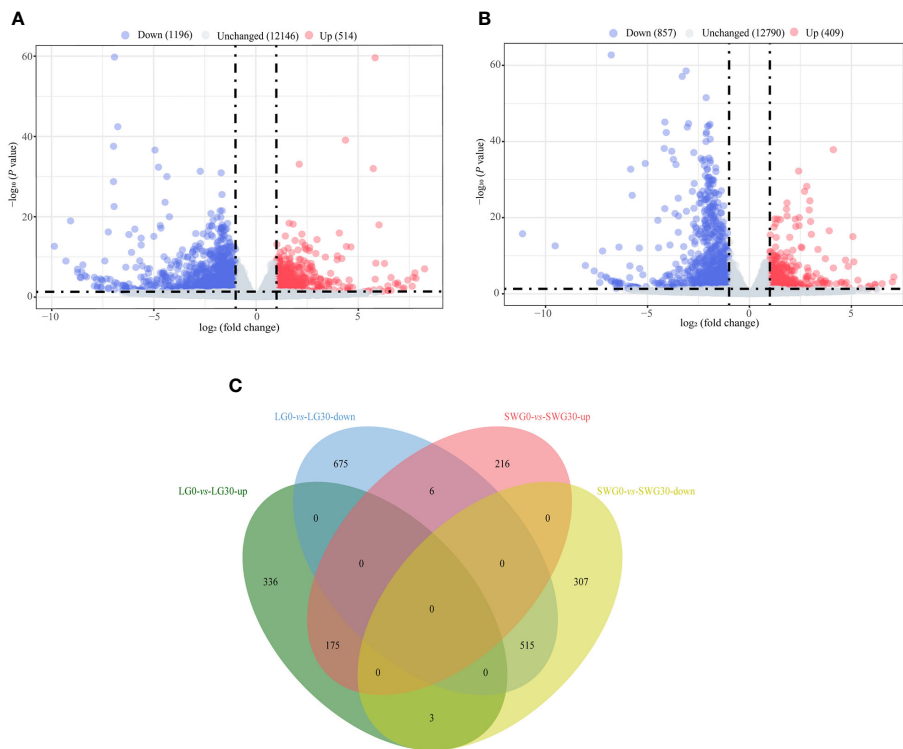 A
Down (1196) Unchanged (12146) Up (514)
60
40
20
0
−10 −5 0 5
−log₁₀ (P value)
log₂ (fold change)
B
Down (857) Unchanged (12790) Up (409)
60
40
20
0
−10 −5 0 5
−log₁₀ (P value)
log₂ (fold change)
C
LG0-vs-LG30-down SWG0-vs-SWG30-up
LG0-vs-LG30-up SWG0-vs-SWG30-down
675 216
6
0 0
336 0 0 307
0
175 515
0 0
3